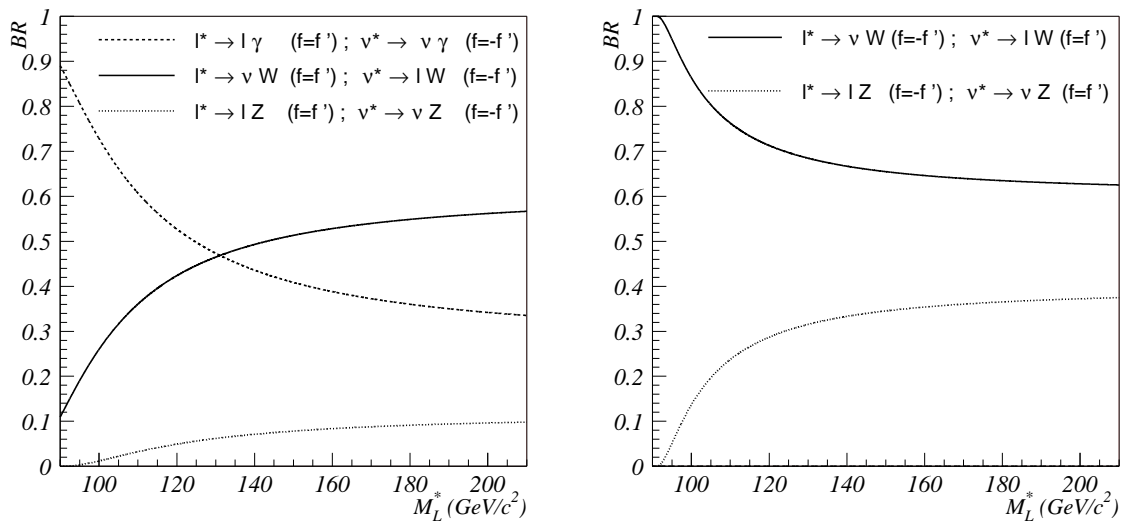 BR
1
0.9
0.8
0.7
0.6
0.5
0.4
0.3
0.2
0.1
0
l* → l γ (f=f ') ; ν* → ν γ (f=-f ')
l* → ν W (f=f ') ; ν* → l W (f=-f ')
l* → l Z (f=f ') ; ν* → ν Z (f=-f ')
100 120 140 160 180 200
M*L (GeV/c²)
BR
1
0.9
0.8
0.7
0.6
0.5
0.4
0.3
0.2
0.1
0
l* → ν W (f=-f ') ; ν* → l W (f=f ')
l* → l Z (f=-f ') ; ν* → ν Z (f=f ')
100 120 140 160 180 200
M*L (GeV/c²)